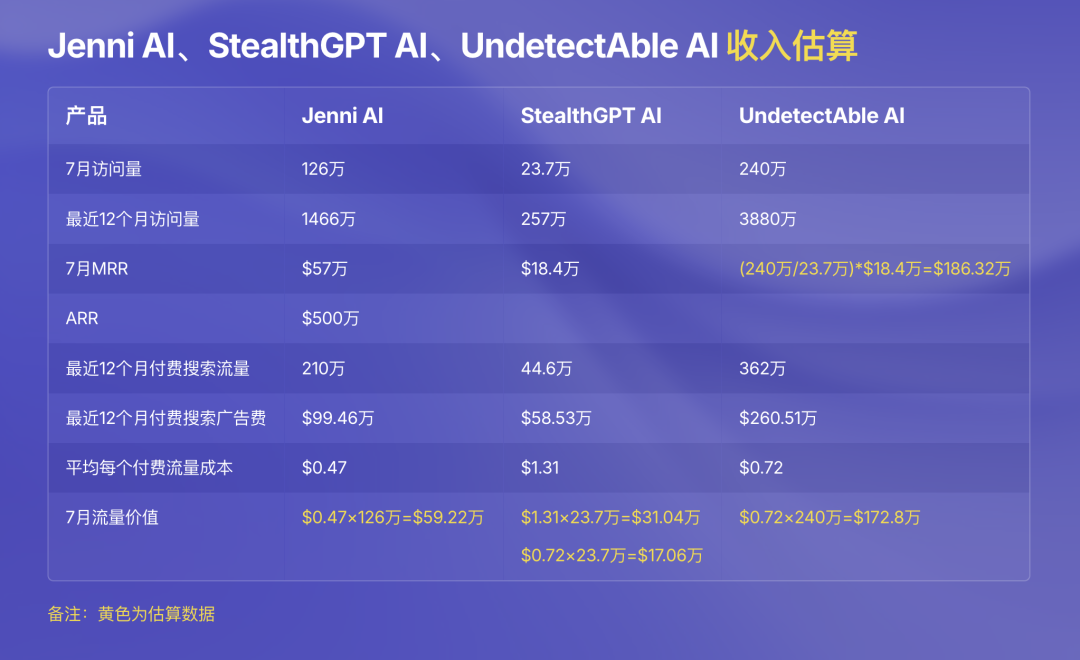 Jenni AI、StealthGPT AI、UndetectAble AI 收入估算
产品 Jenni AI StealthGPT AI UndetectAble AI
7月访问量 126万 23.7万 240万
最近12个月访问量 1466万 257万 3880万
7月MRR $57万 $18.4万 (240万/23.7万)*$18.4万=$186.32万
ARR $500万
最近12个月付费搜索流量 210万 44.6万 362万
最近12个月付费搜索广告费 $99.46万 $58.53万 $260.51万
平均每个付费流量成本 $0.47 $1.31 $0.72
7月流量价值 $0.47×126万=$59.22万 $1.31×23.7万=$31.04万 $0.72×240万=$172.8万
$0.72×23.7万=$17.06万
备注：黄色为估算数据